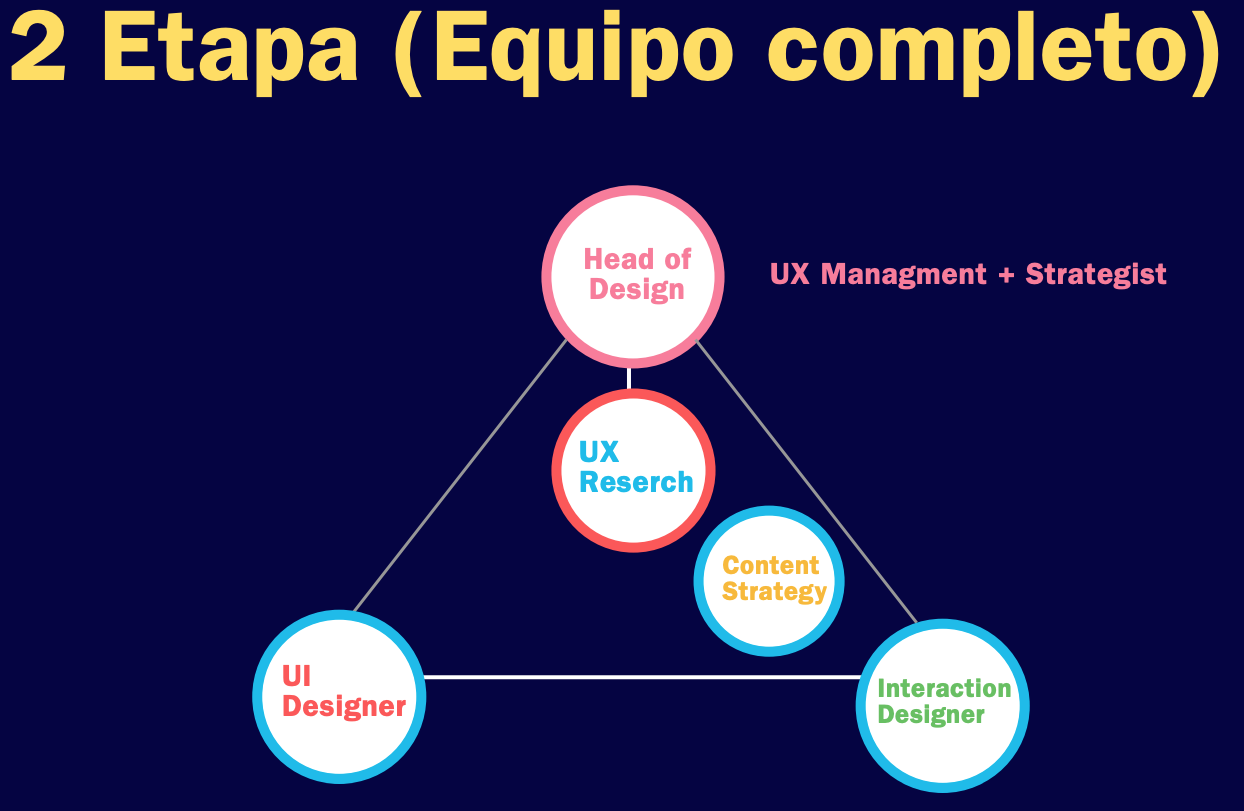 2 Etapa (Equipo completo)
Head of
Design
UX Managment + Strategist
UX
Reserch
Content
Strategy
UI
Designer
Interaction
Designer